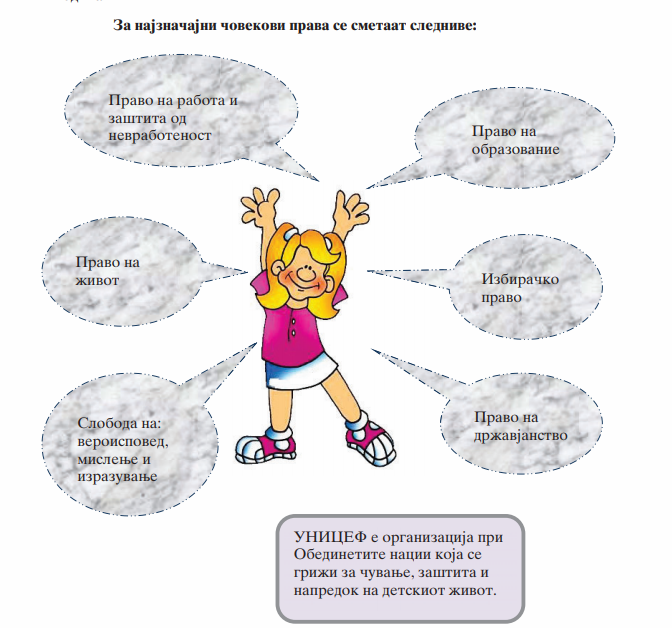 За најзначајни човекови права се сметаат следниве:
Право на работа и
заштита од
невработеност
Право на
образование
Право на
живот
Избирачко
право
Слобода на:
вероисповед,
мислење и
изразување
Право на
државјанство
УНИЦЕФ е организација при
Обединетите нации која се
грижи за чување, заштита и
напредок на детскиот живот.